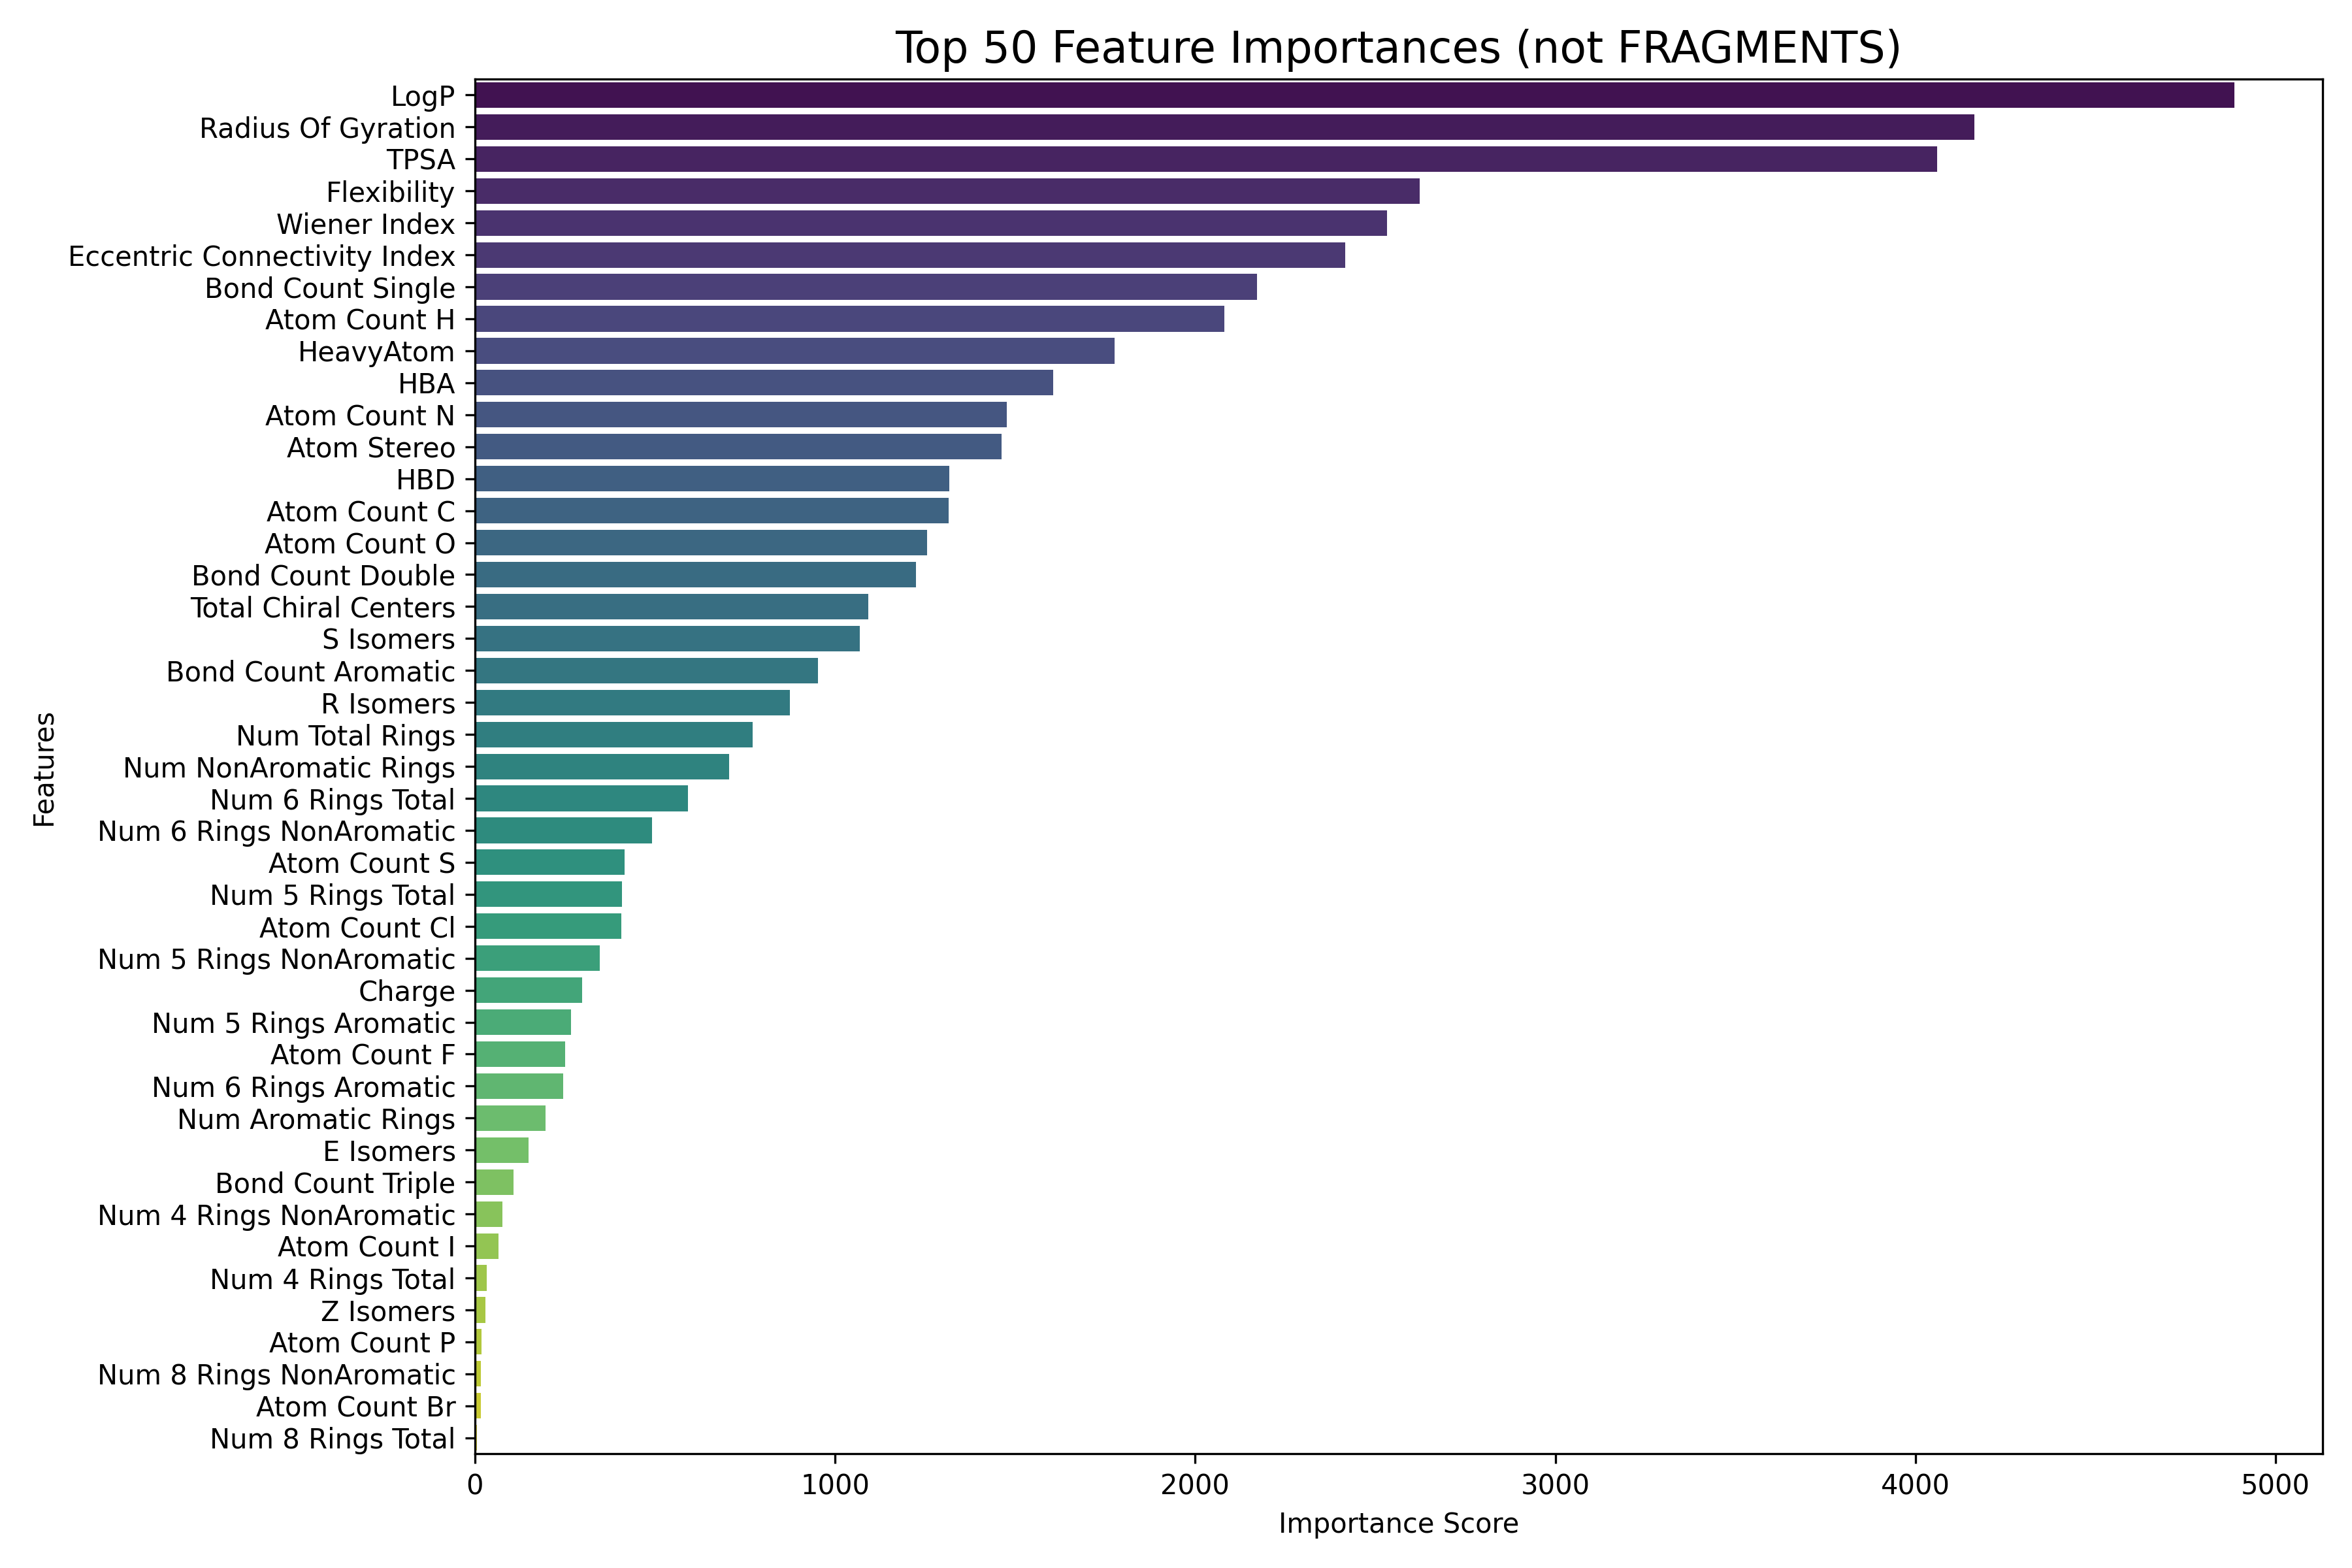 Top 50 Feature Importances (not FRAGMENTS)
LogP
Radius Of Gyration
TPSA
Flexibility
Wiener Index
Eccentric Connectivity Index
Bond Count Single
Atom Count H
HeavyAtom
HBA
Atom Count N
Atom Stereo
HBD
Atom Count C
Atom Count O
Bond Count Double
Total Chiral Centers
S Isomers
Bond Count Aromatic
R Isomers
Num Total Rings
Num NonAromatic Rings
Num 6 Rings Total
Num 6 Rings NonAromatic
Atom Count S
Num 5 Rings Total
Atom Count Cl
Num 5 Rings NonAromatic
Charge
Num 5 Rings Aromatic
Atom Count F
Num 6 Rings Aromatic
Num Aromatic Rings
E Isomers
Bond Count Triple
Num 4 Rings NonAromatic
Atom Count I
Num 4 Rings Total
Z Isomers
Atom Count P
Num 8 Rings NonAromatic
Atom Count Br
Num 8 Rings Total
Features
0 1000 2000 3000 4000 5000
Importance Score